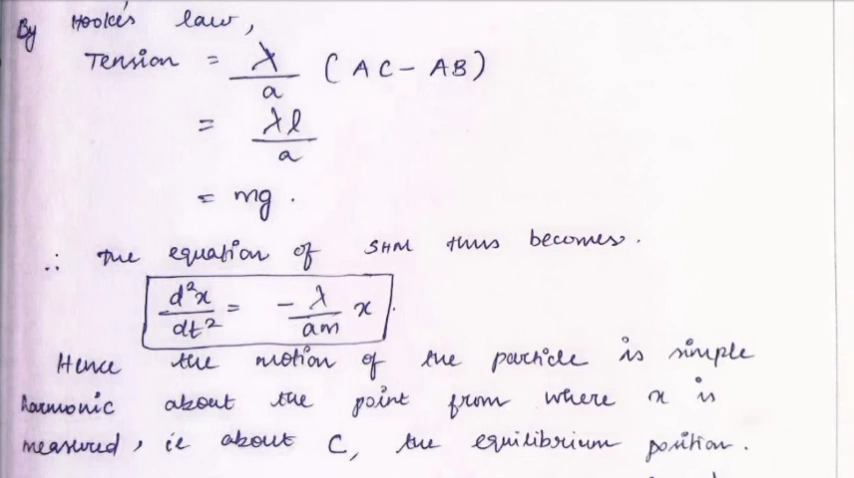 By Hooke's law,
Tension = λ/a (AC - AB)
= λl/a
= mg.
∴ The equation of SHM thus becomes.
d²x/dt² = - λ/am x.
Hence the motion of the particle is simple
harmonic about the point from where x is
measured, ie about C, the equilibrium position.